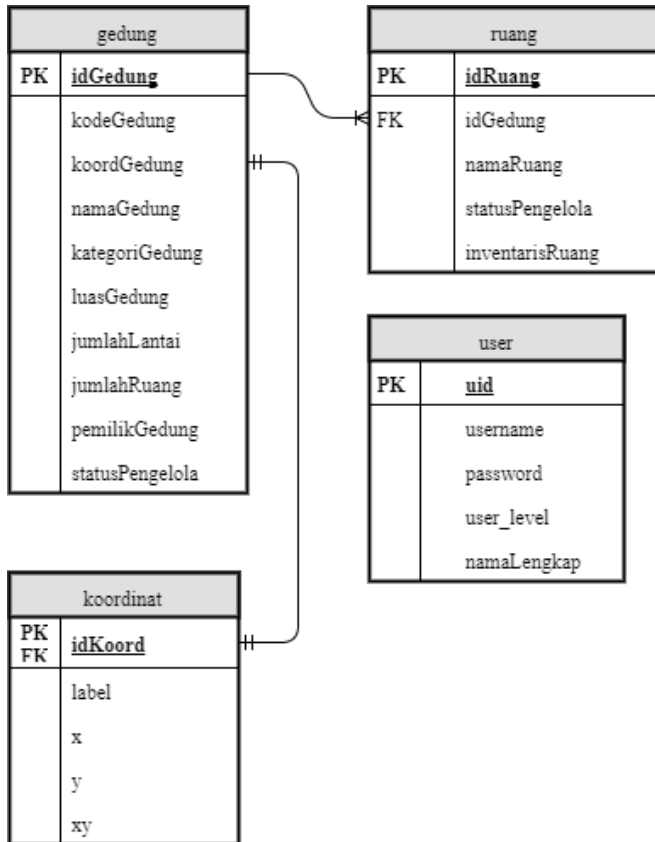 gedung
PK idGedung
kodeGedung
koordGedung
namaGedung
kategoriGedung
luasGedung
jumlahLantai
jumlahRuang
pemilikGedung
statusPengelola
ruang
PK idRuang
FK idGedung
namaRuang
statusPengelola
inventarisRuang
user
PK uid
username
password
user_level
namaLengkap
koordinat
PK
FK idKoord
label
x
y
xy